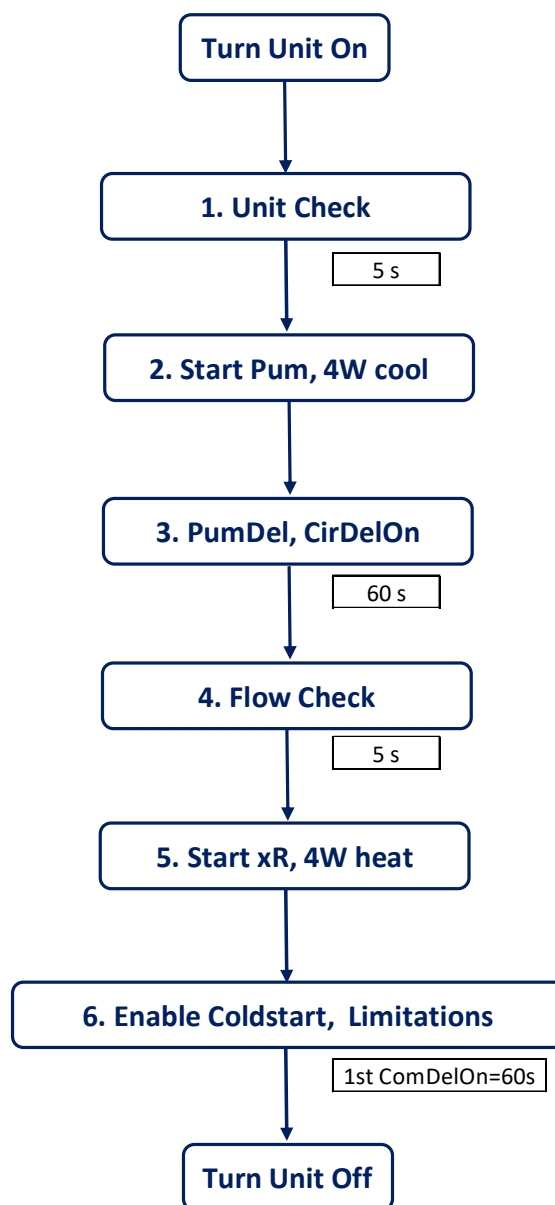 Turn Unit On
1. Unit Check
5 s
2. Start Pum, 4W cool
3. PumDel, CirDelOn
60 s
4. Flow Check
5 s
5. Start xR, 4W heat
6. Enable Coldstart,  Limitations
1st ComDelOn=60s
Turn Unit Off